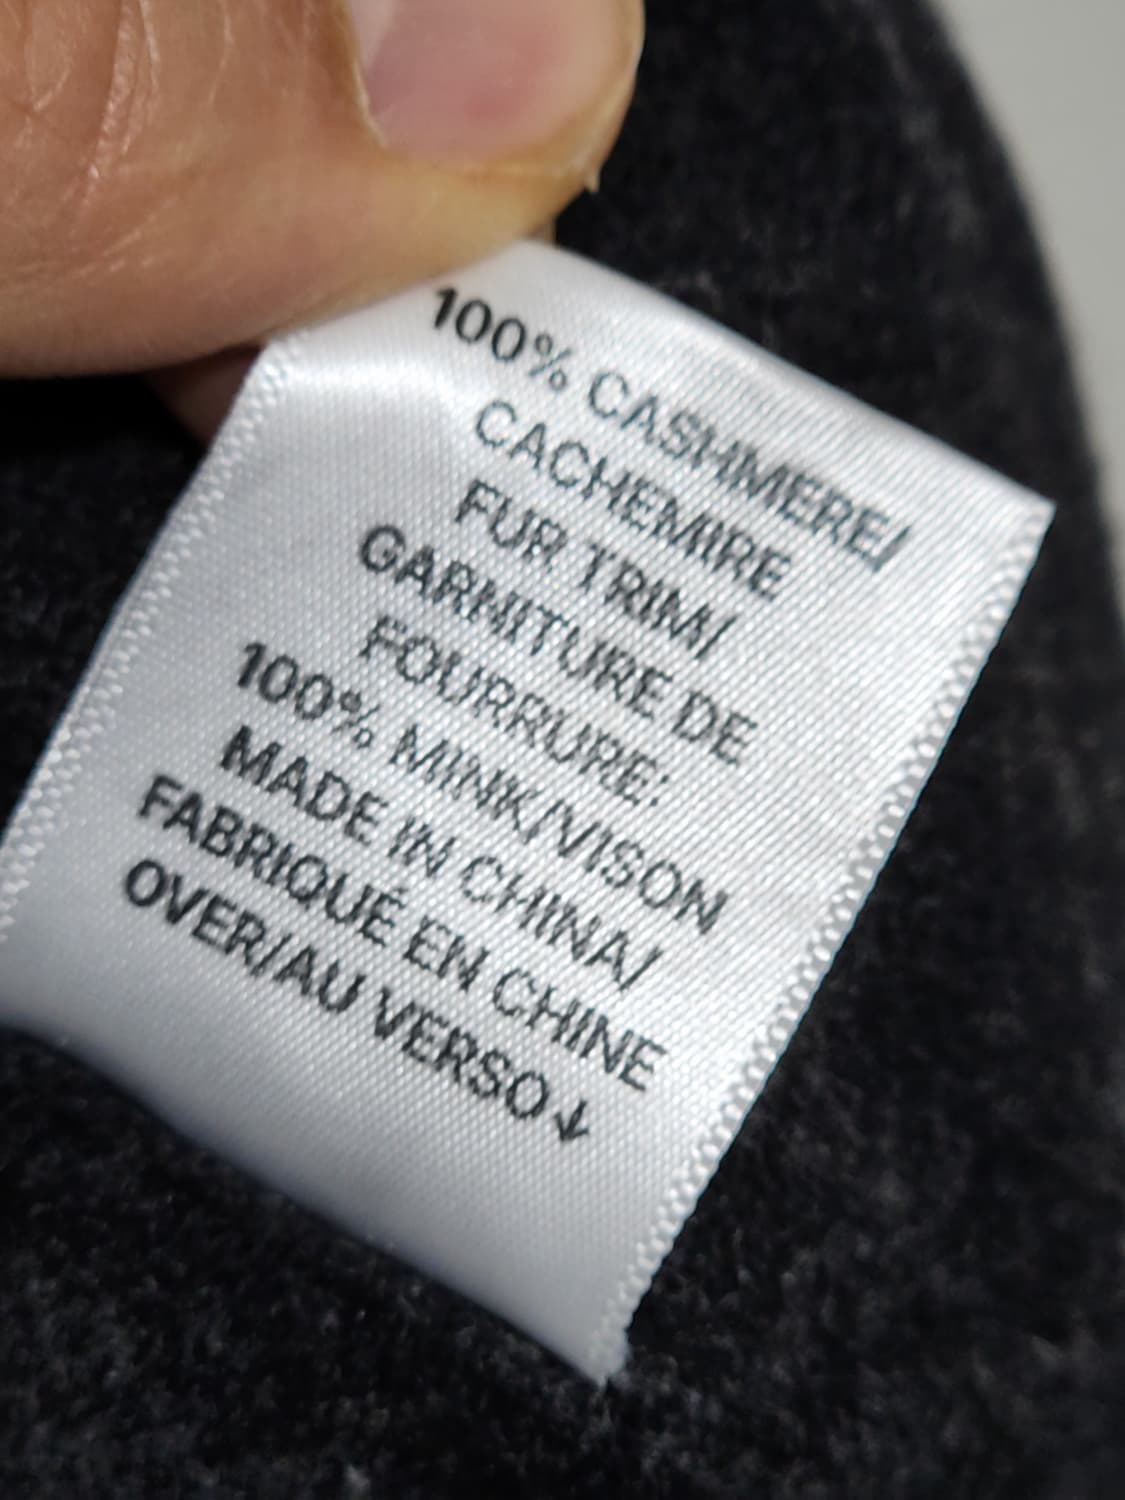 100% CASHMERE/
CACHEMIRE
FUR TRIM/
GARNITURE DE
FOURRURE:
100% MINK/VISON
MADE IN CHINA/
FABRIQUÉ EN CHINE
OVER/AU VERSO↓